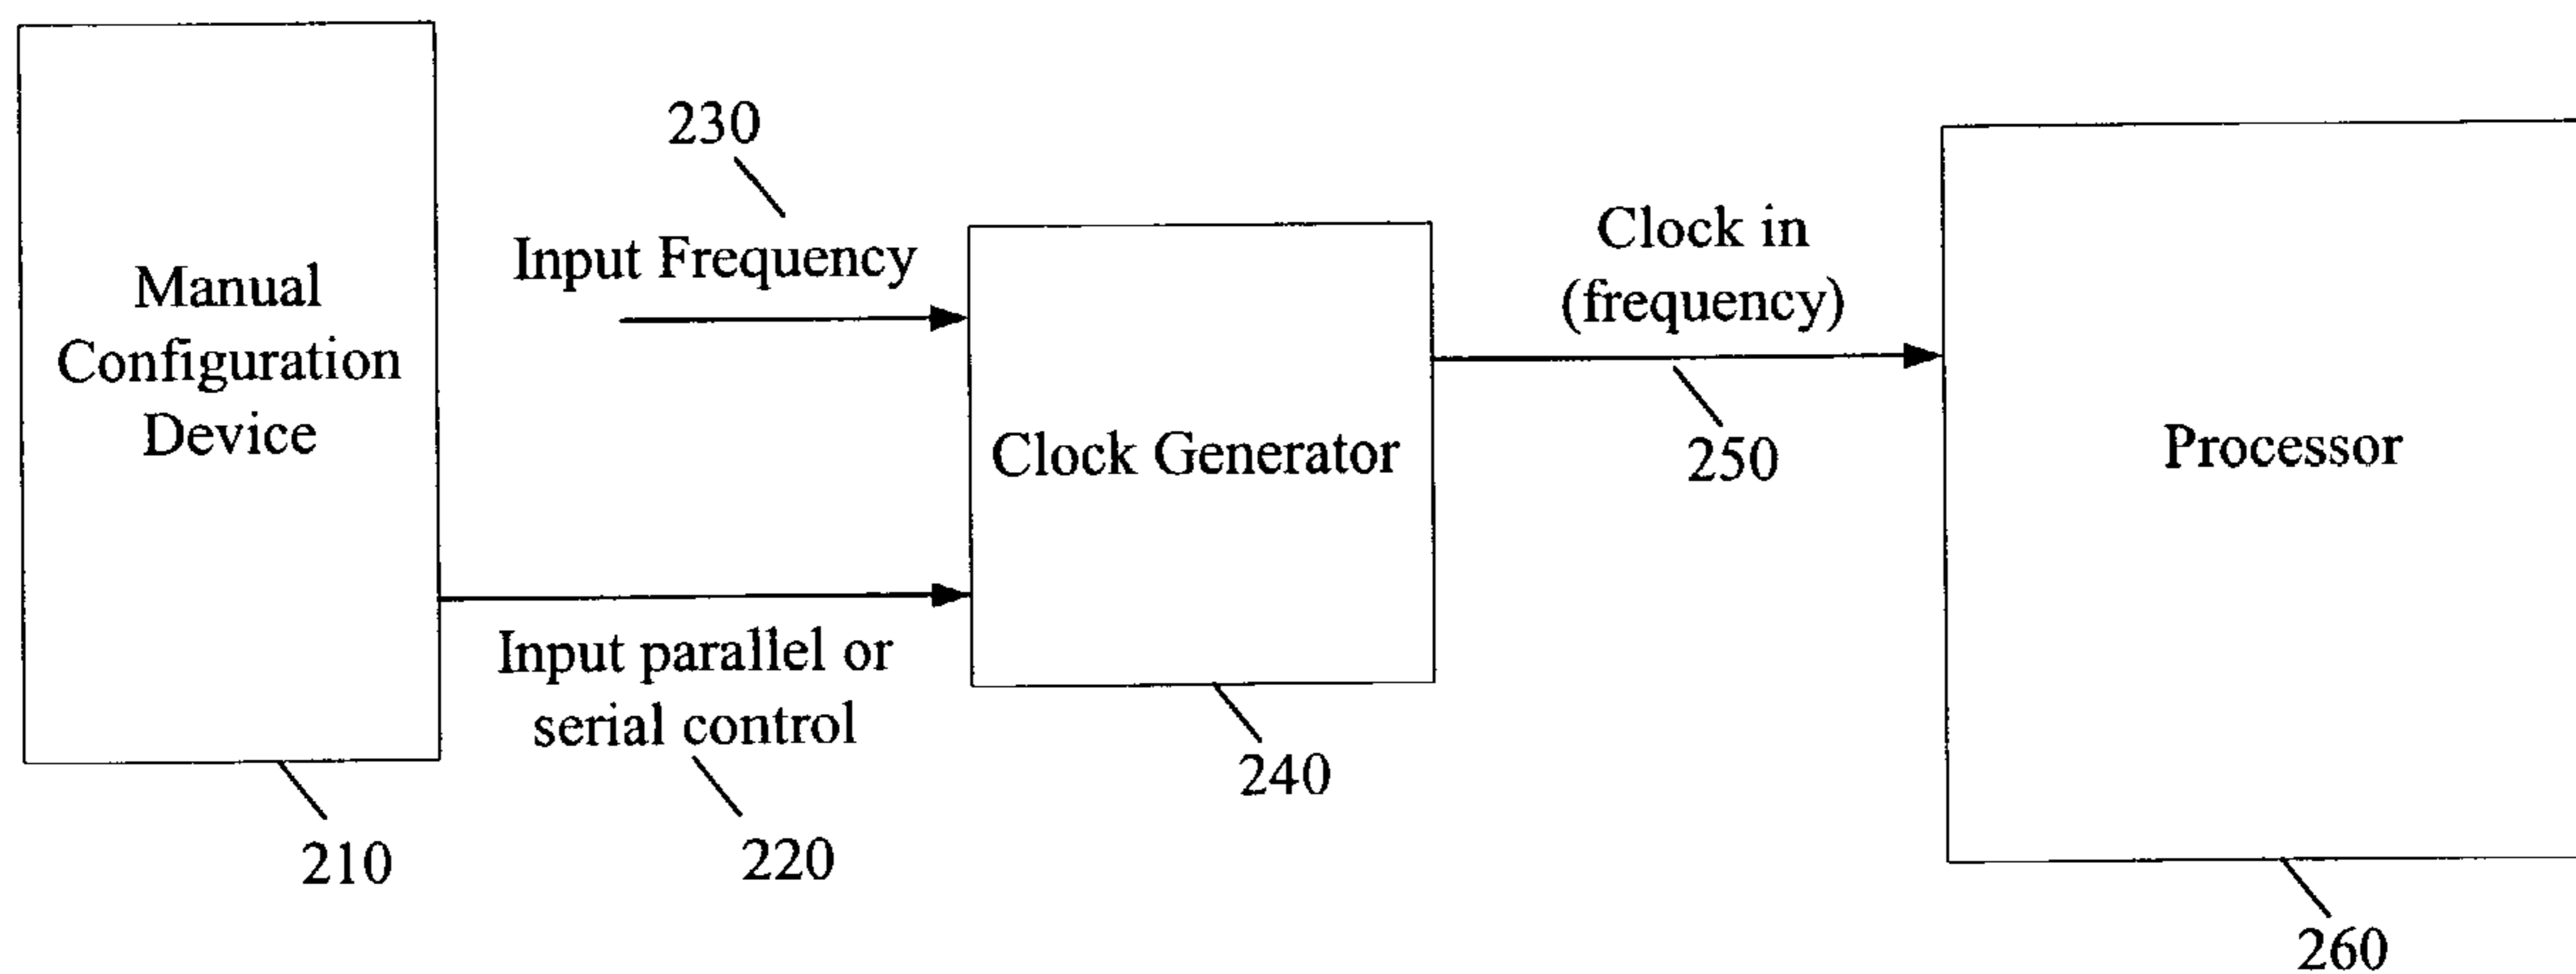 Manual
Configuration
Device
210
230
Input Frequency
Input parallel or
serial control
220
Clock Generator
240
Clock in
(frequency)
250
Processor
260